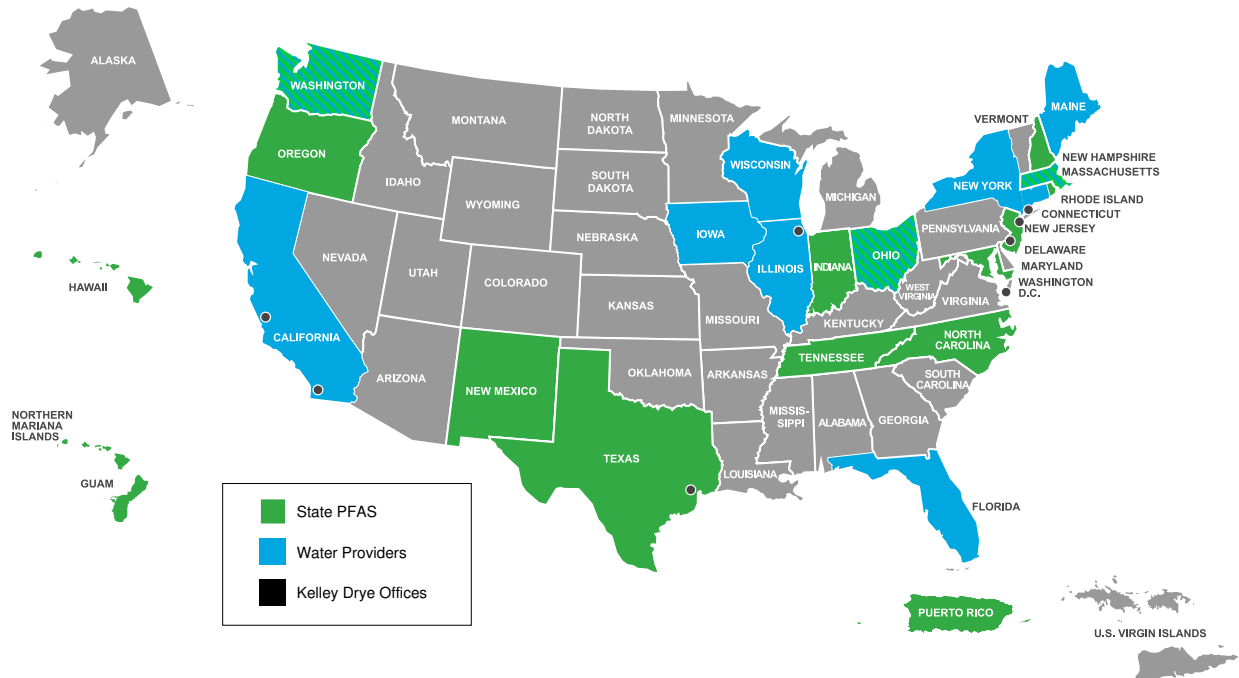 ALASKA
WASHINGTON
MONTANA
NORTH
DAKOTA
MINNESOTA
VERMONT
MAINE
OREGON
IDAHO
SOUTH
DAKOTA
WISCONSIN
MICHIGAN
NEW YORK
NEW HAMPSHIRE
MASSACHUSETTS
WYOMING
RHODE ISLAND
CONNECTICUT
NEW JERSEY
PENNSYLVANIA
IOWA
NEBRASKA
DELAWARE
MARYLAND
WASHINGTON
D.C.
NEVADA
UTAH
COLORADO
ILLINOIS
INDIANA
OHIO
WEST
VIRGINIA
VIRGINIA
HAWAII
KANSAS
MISSOURI
KENTUCKY
CALIFORNIA
NORTH
CAROLINA
TENNESSEE
ARIZONA
NEW MEXICO
OKLAHOMA
ARKANSAS
SOUTH
CAROLINA
NORTHERN
MARIANA
ISLANDS
MISSIS-
SIPPI
ALABAMA
GEORGIA
TEXAS
LOUISIANA
GUAM
FLORIDA
State PFAS
Water Providers
Kelley Drye Offices
PUERTO RICO
U.S. VIRGIN ISLANDS